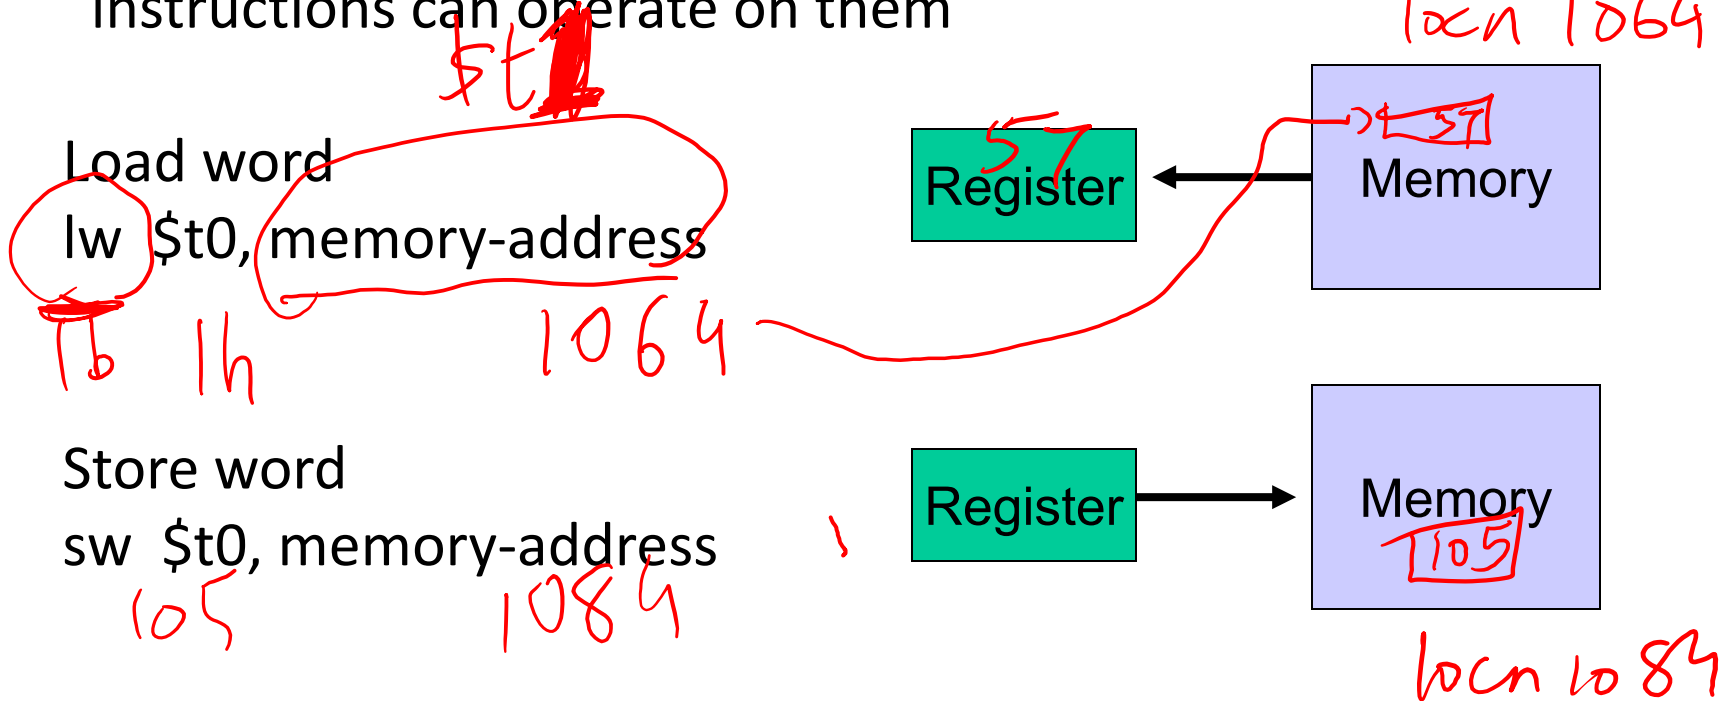 instructions can operate on them
locn 1064
$t
Load word
57
57
Register
Memory
lw $t0, memory-address
lb lh 1064
Store word
Register
Memory
sw $t0, memory-address
105
105 1084
locn 1084